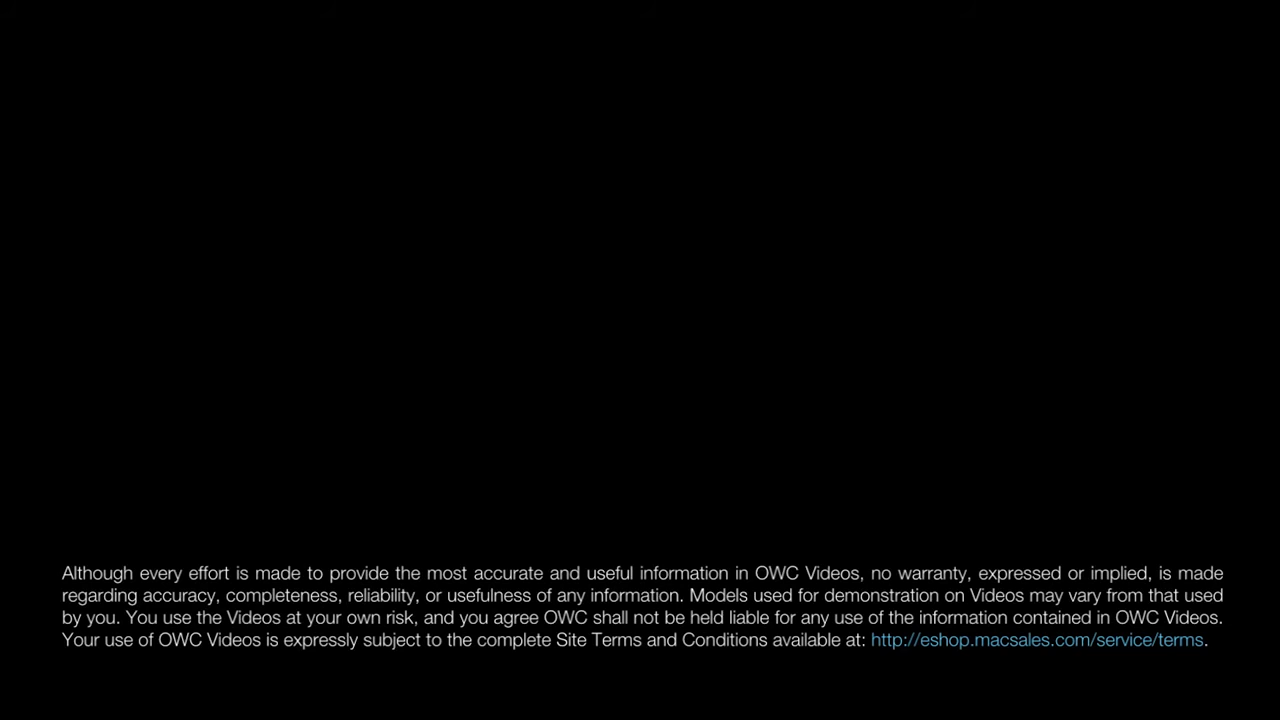 Although every effort is made to provide the most accurate and useful information in OWC Videos, no warranty, expressed or implied, is made
regarding accuracy, completeness, reliability, or usefulness of any information. Models used for demonstration on Videos may vary from that used
by you. You use the Videos at your own risk, and you agree OWC shall not be held liable for any use of the information contained in OWC Videos.
Your use of OWC Videos is expressly subject to the complete Site Terms and Conditions available at: http://eshop.macsales.com/service/terms.